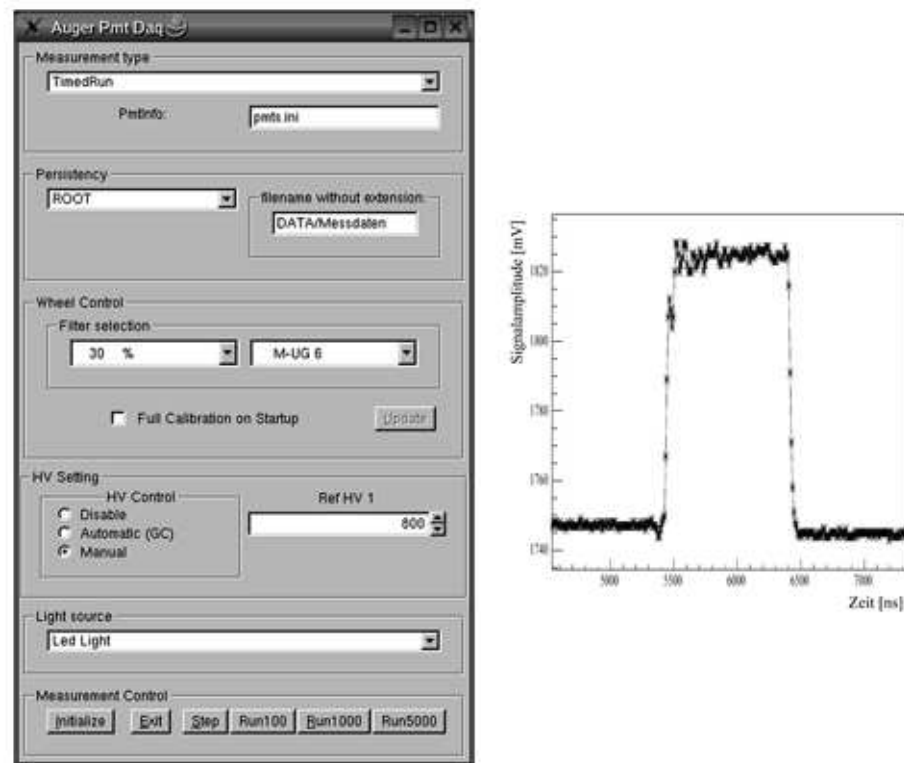 Auger Pmt Daq
Measurement type
TimedRun
PmtInfo:
pmts.ini
Persistency
ROOT
filename without extension:
DATA/Messdaten
Wheel Control
Filter selection
30 %
M-UG 6
Full Calibration on Startup
Update
HV Setting
HV Control
Disable
Automatic (GC)
Manual
Ref HV 1
800
Light source
Led Light
Measurement Control
Initialize Exit Step Run100 Run1000 Run5000
Signalamplitude [mV]
1820
1800
1780
1760
1740
5000 5500 6000 6500 7000
Zeit [ns]